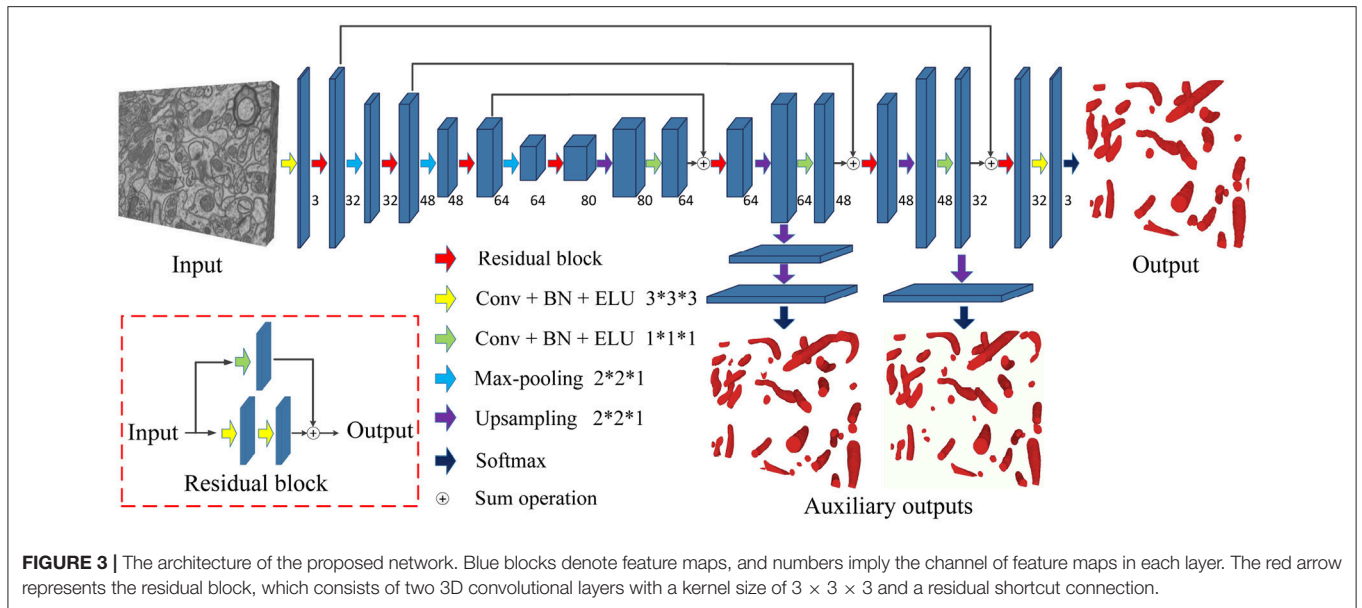 3 32 32 48 48 64 64 80 80 64 64 64 48 48 48 32 32 3
Input
Output
Residual block
Conv + BN + ELU 3*3*3
Conv + BN + ELU 1*1*1
Max-pooling 2*2*1
Upsampling 2*2*1
Softmax
Sum operation
Input
Output
Residual block
Auxiliary outputs
FIGURE 3 | The architecture of the proposed network. Blue blocks denote feature maps, and numbers imply the channel of feature maps in each layer. The red arrow
represents the residual block, which consists of two 3D convolutional layers with a kernel size of 3 × 3 × 3 and a residual shortcut connection.